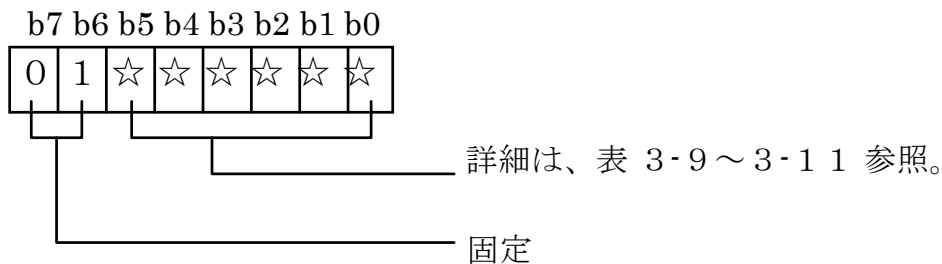 b7 b6 b5 b4 b3 b2 b1 b0
0 1 ☆ ☆ ☆ ☆ ☆ ☆
詳細は、表 3-9~3-11 参照。
固定